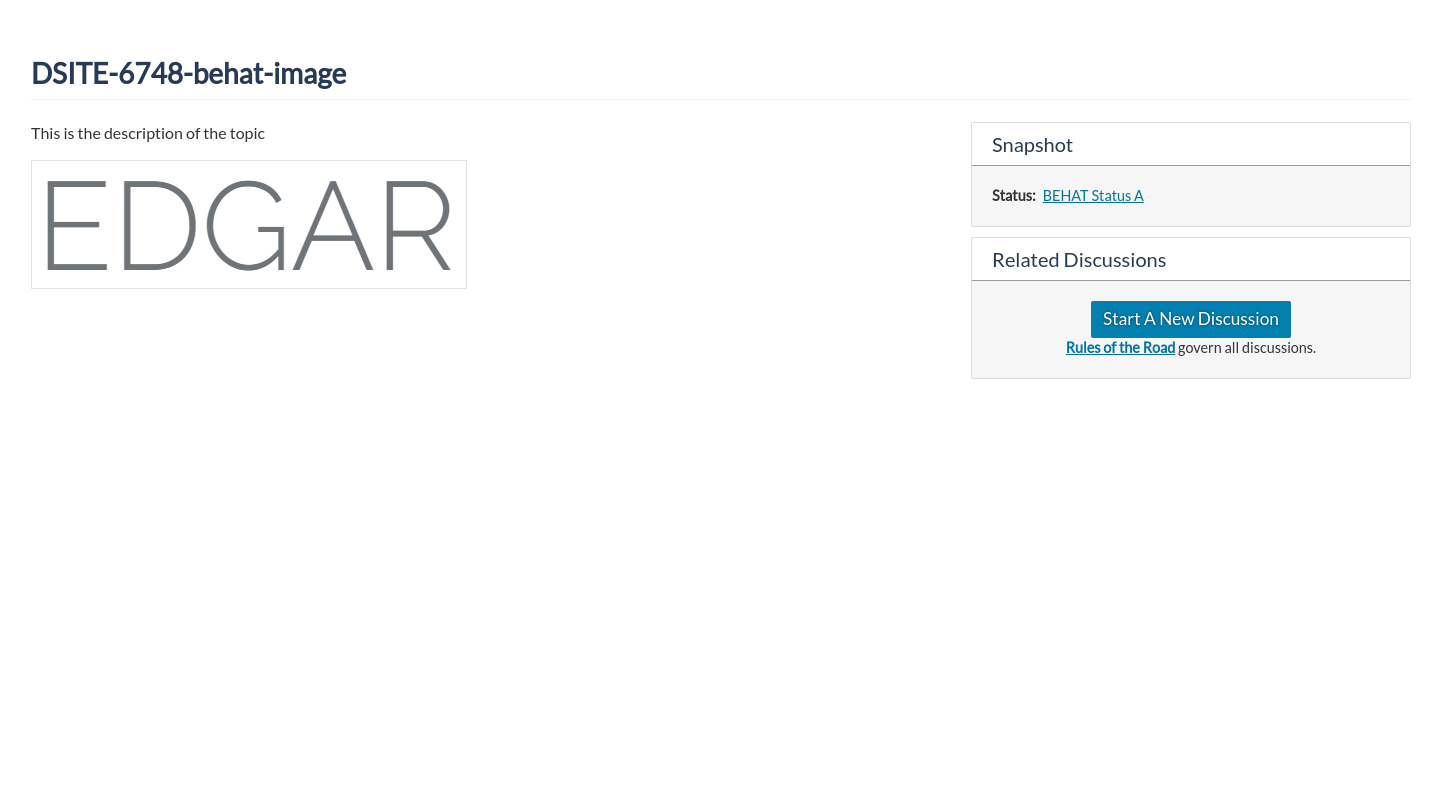 DSITE-6748-behat-image
This is the description of the topic
EDGAR
Snapshot
Status: BEHAT Status A
Related Discussions
Start A New Discussion
Rules of the Road govern all discussions.